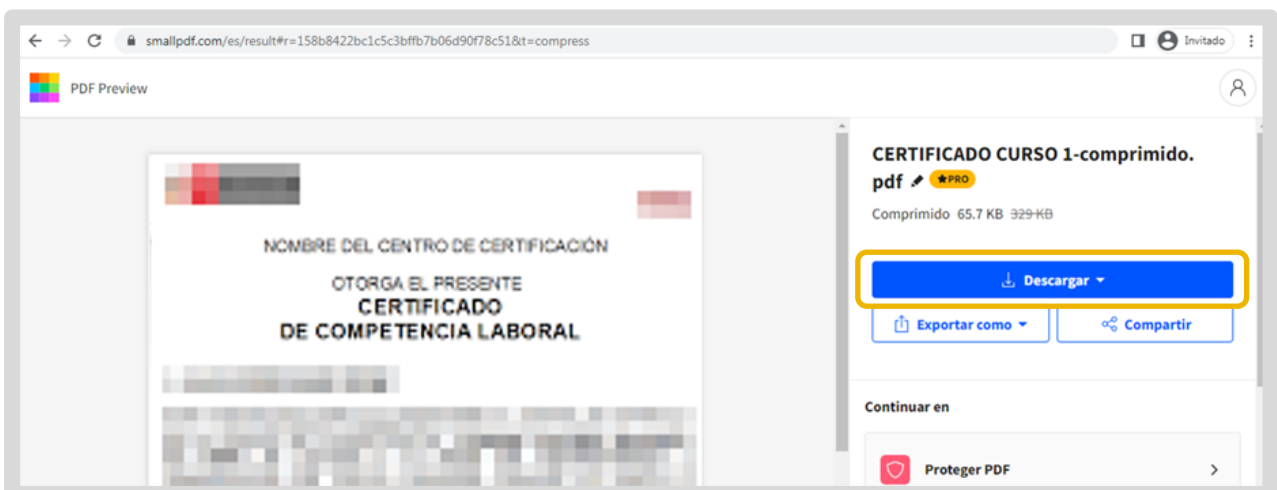 smallpdf.com/es/result#r=158b8422bc1c5c3bffb7b06d90f78c51&t=compress
Invitado
PDF Preview
NOMBRE DEL CENTRO DE CERTIFICACIÓN
OTORGA EL PRESENTE
CERTIFICADO
DE COMPETENCIA LABORAL
CERTIFICADO CURSO 1-comprimido.
pdf PRO
Comprimido 65.7 KB 329 KB
Descargar
Exportar como
Compartir
Continuar en
Proteger PDF